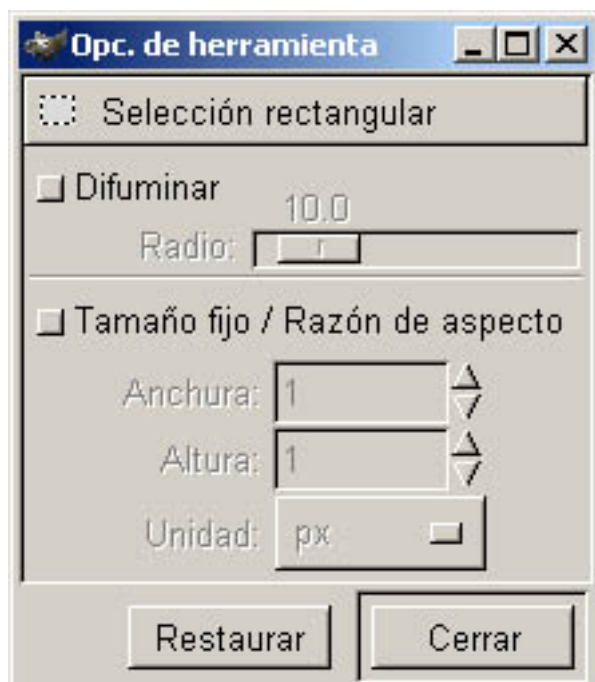 Opc. de herramienta
Selección rectangular
Difuminar
10.0
Radio:
Tamaño fijo / Razón de aspecto
Anchura: 1
Altura: 1
Unidad: px
Restaurar Cerrar